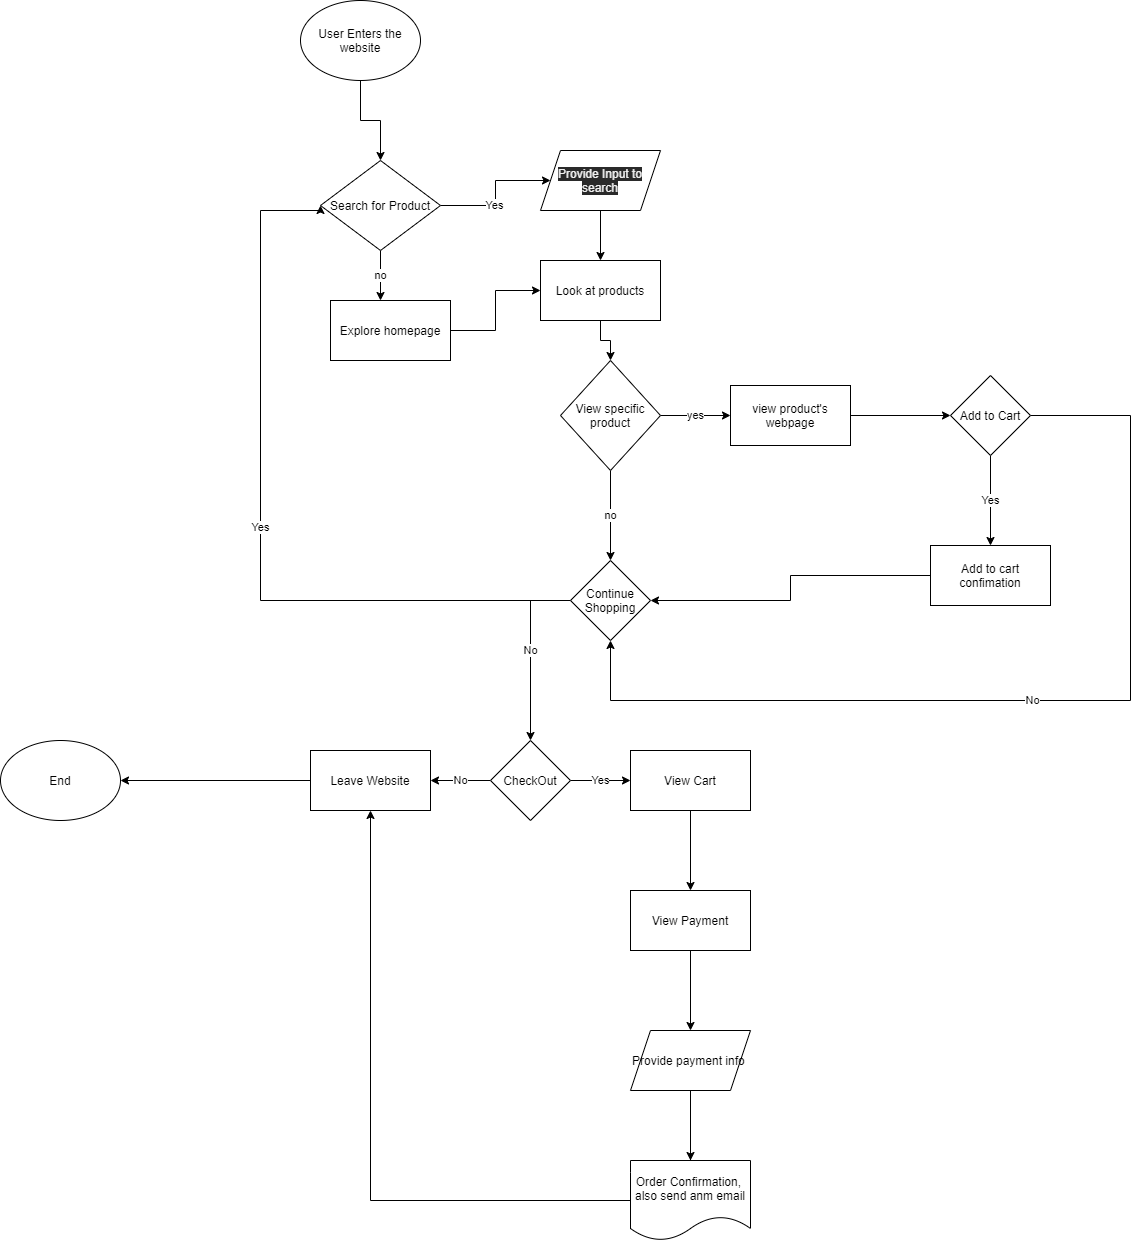 User Enters the
website
Provide Input to
search
Search for Product
Yes
no
Explore homepage
Look at products
View specific
product
yes
view product's
webpage
Add to Cart
Yes
no
Yes
Add to cart
confimation
Continue
Shopping
No
No
End
Leave Website
No
CheckOut
Yes
View Cart
View Payment
Provide payment info
Order Confirmation,
also send anm email